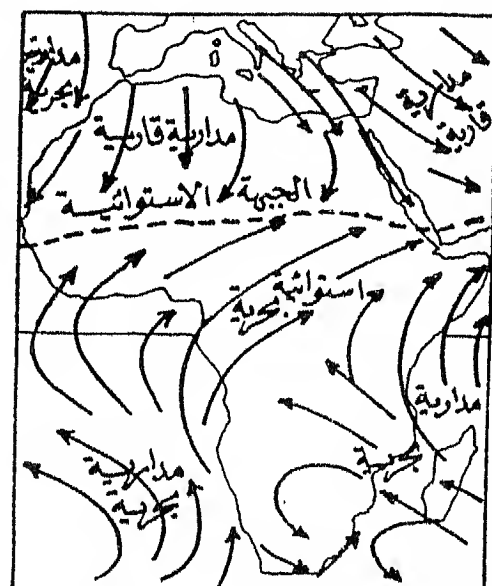 مدارية
بحرية
مدارية
قارية
مدارية قارية
الجبهة الاستوائية
استوائية
بحرية
مدارية
بحرية
مدارية
بحرية